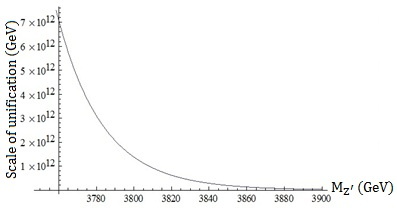 Scale of unification (GeV)
7 × 10¹²
6 × 10¹²
5 × 10¹²
4 × 10¹²
3 × 10¹²
2 × 10¹²
1 × 10¹²
3780 3800 3820 3840 3860 3880 3900
M_Z′ (GeV)